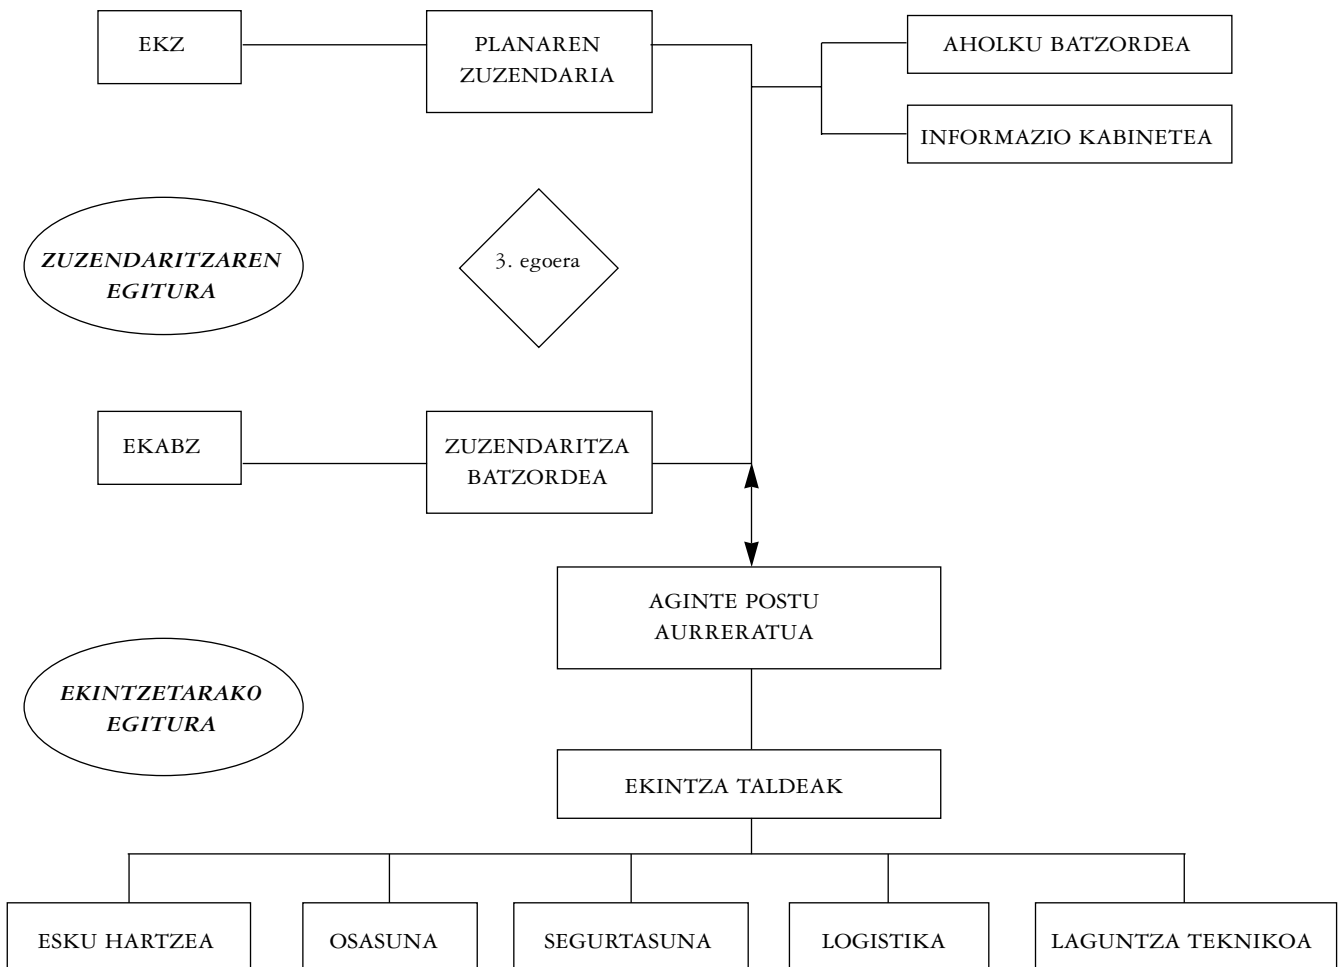 EKZ
PLANAREN
ZUZENDARIA
AHOLKU BATZORDEA
INFORMAZIO KABINETEA
ZUZENDARITZAREN
EGITURA
3. egoera
EKABZ
ZUZENDARITZA
BATZORDEA
AGINTE POSTU
AURRERATUA
EKINTZETARAKO
EGITURA
EKINTZA TALDEAK
ESKU HARTZEA
OSASUNA
SEGURTASUNA
LOGISTIKA
LAGUNTZA TEKNIKOA